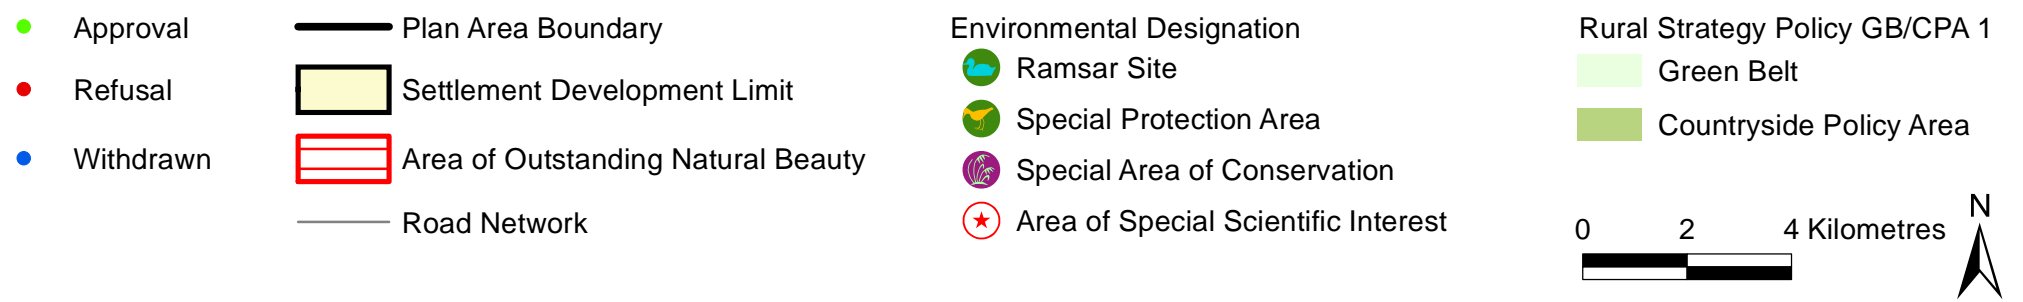 Approval
Refusal
Withdrawn
Plan Area Boundary
Settlement Development Limit
Area of Outstanding Natural Beauty
Road Network
Environmental Designation
Ramsar Site
Special Protection Area
Special Area of Conservation
Area of Special Scientific Interest
Rural Strategy Policy GB/CPA 1
Green Belt
Countryside Policy Area
0 2 4 Kilometres
N